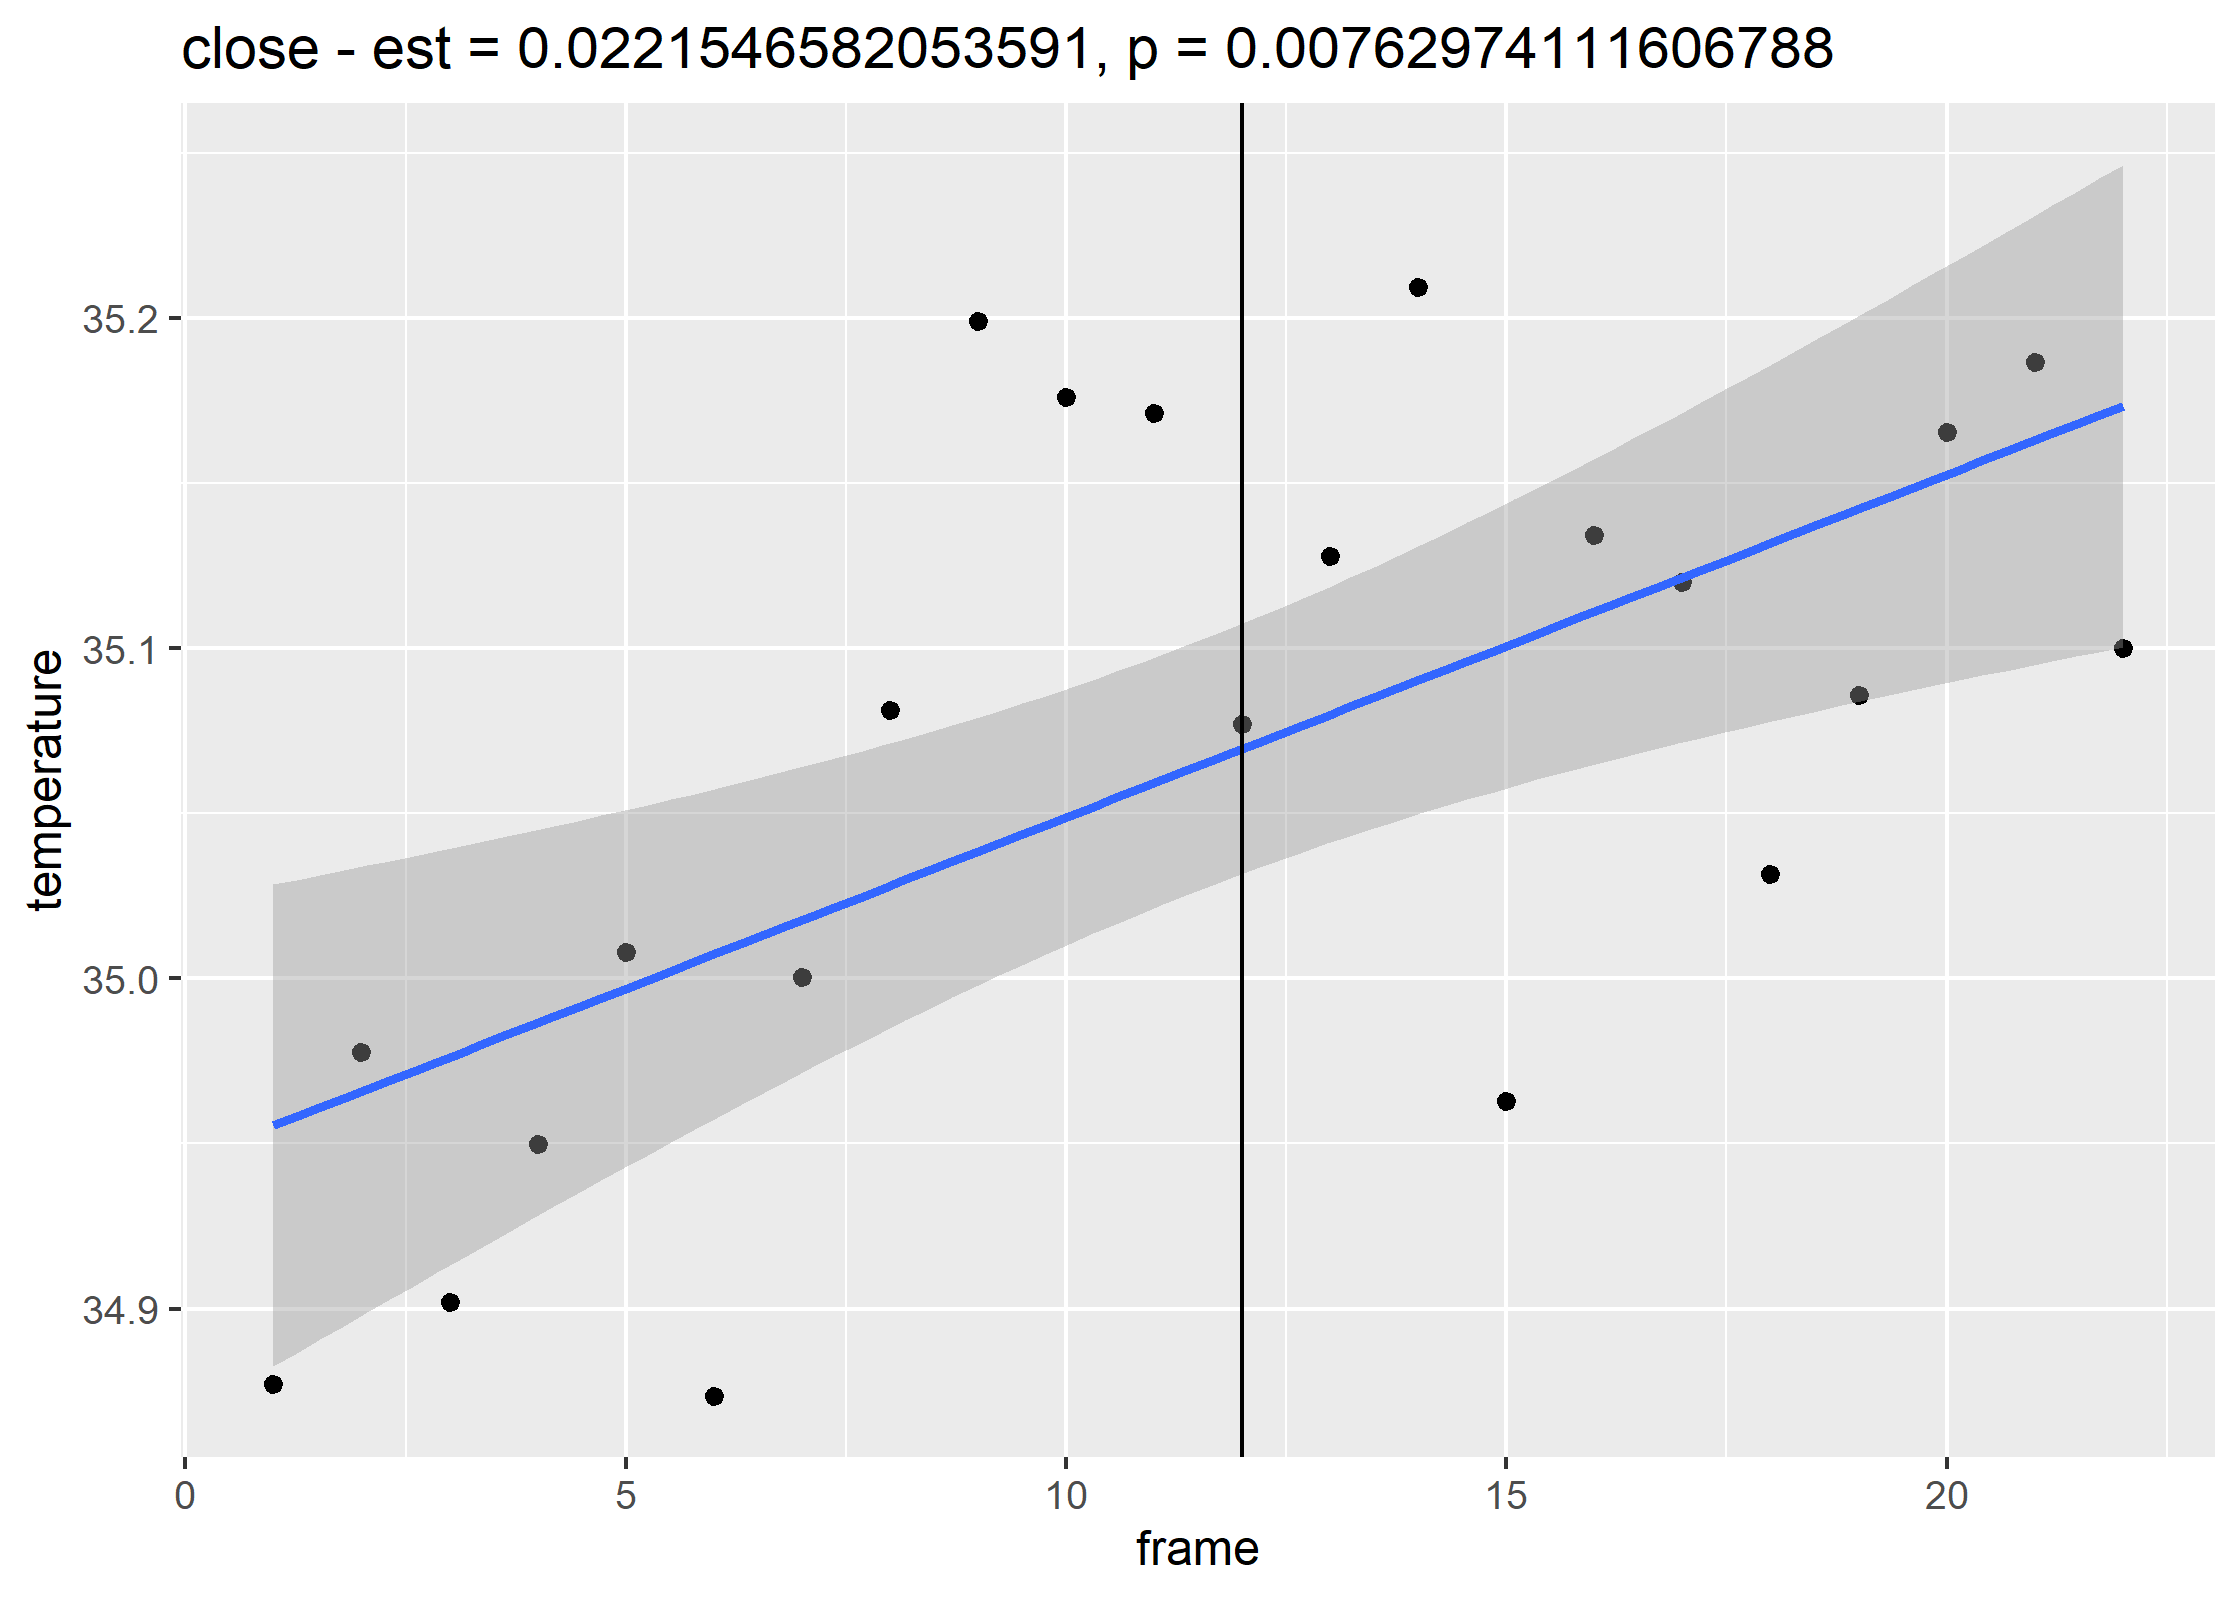 close - est = 0.0221546582053591, p = 0.00762974111606788
temperature
35.2
35.1
35.0
34.9
0 5 10 15 20
frame